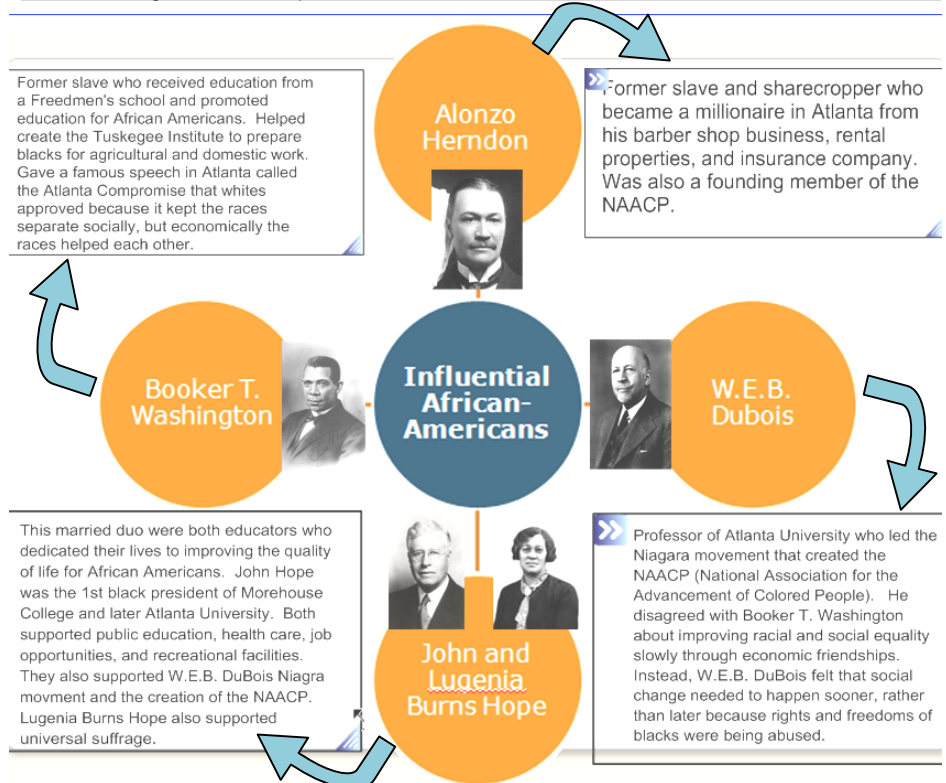 Former slave who received education from
a Freedmen's school and promoted
education for African Americans. Helped
create the Tuskegee Institute to prepare
blacks for agricultural and domestic work.
Gave a famous speech in Atlanta called
the Atlanta Compromise that whites
approved because it kept the races
separate socially, but economically the
races helped each other.
Alonzo
Herndon
Former slave and sharecropper who
became a millionaire in Atlanta from
his barber shop business, rental
properties, and insurance company.
Was also a founding member of the
NAACP.
Booker T.
Washington
Influential
African-
Americans
W.E.B.
Dubois
This married duo were both educators who
dedicated their lives to improving the quality
of life for African Americans. John Hope
was the 1st black president of Morehouse
College and later Atlanta University. Both
supported public education, health care, job
opportunities, and recreational facilities.
They also supported W.E.B. DuBois Niagra
movment and the creation of the NAACP.
Lugenia Burns Hope also supported
universal suffrage.
John and
Lugenia
Burns Hope
Professor of Atlanta University who led the
Niagara movement that created the
NAACP (National Association for the
Advancement of Colored People). He
disagreed with Booker T. Washington
about improving racial and social equality
slowly through economic friendships.
Instead, W.E.B. DuBois felt that social
change needed to happen sooner, rather
than later because rights and freedoms of
blacks were being abused.